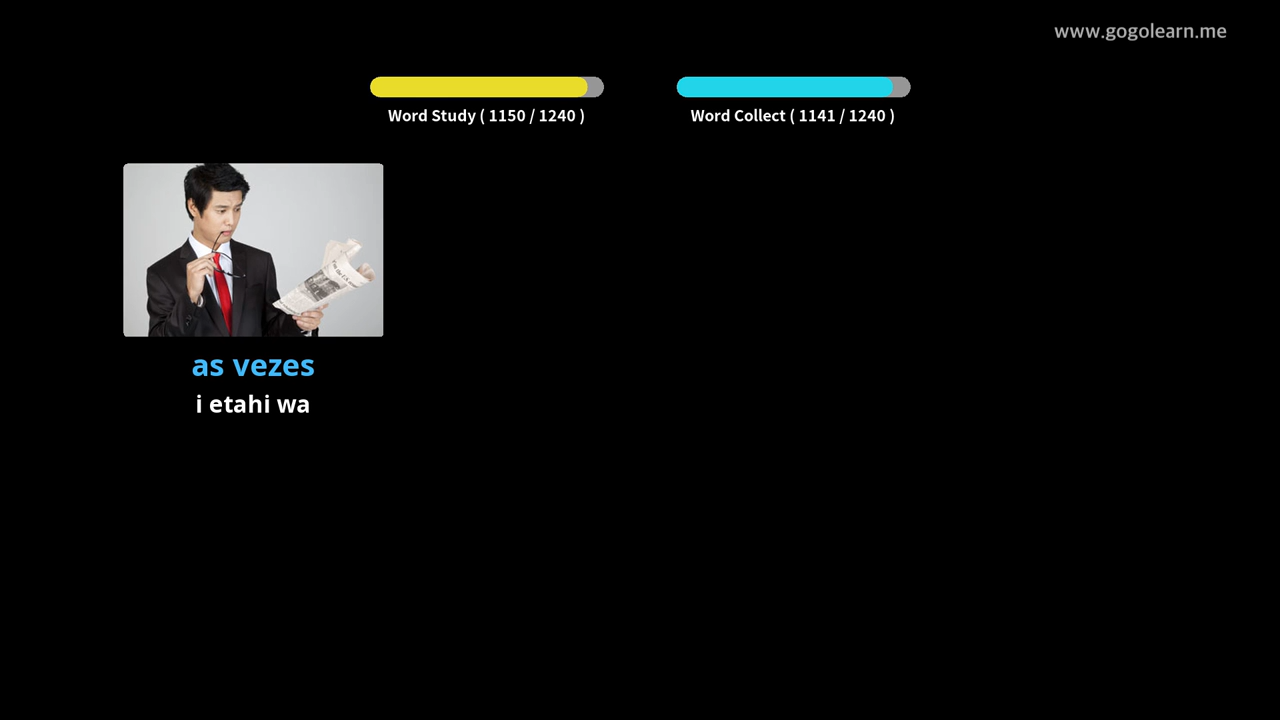 www.gogolearn.me
Word Study ( 1150 / 1240 )
Word Collect ( 1141 / 1240 )
as vezes
i etahi wa